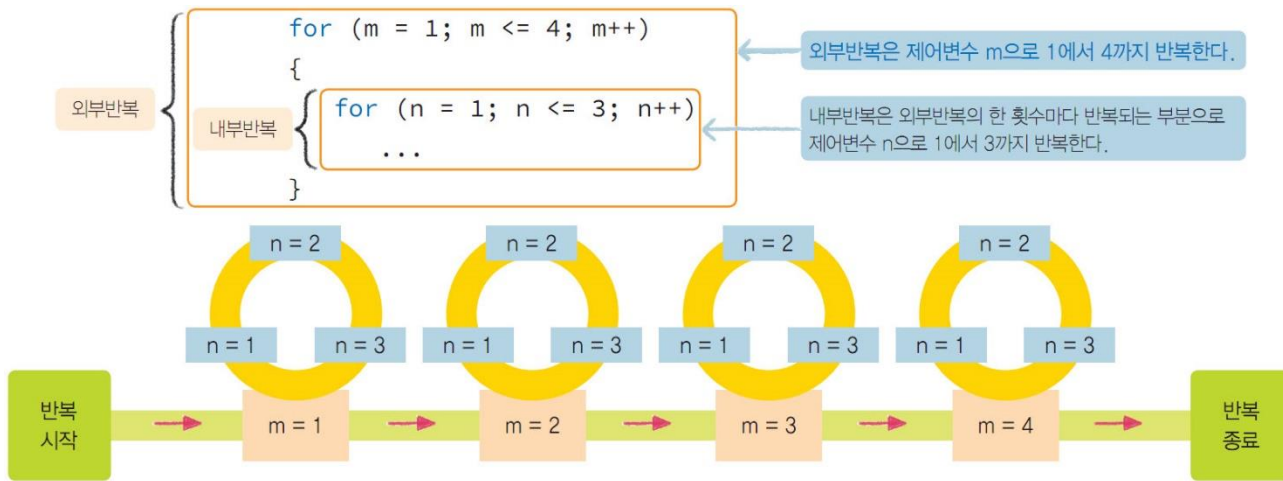 for (m = 1; m <= 4; m++)
외부반복은 제어변수 m으로 1에서 4까지 반복한다.
{
외부반복
내부반복
for (n = 1; n <= 3; n++)
...
내부반복은 외부반복의 한 횟수마다 반복되는 부분으로
제어변수 n으로 1에서 3까지 반복한다.
}
n = 2
n = 2
n = 2
n = 2
n = 1
n = 3
n = 1
n = 3
n = 1
n = 3
n = 1
n = 3
반복
시작
m = 1
m = 2
m = 3
m = 4
반복
종료